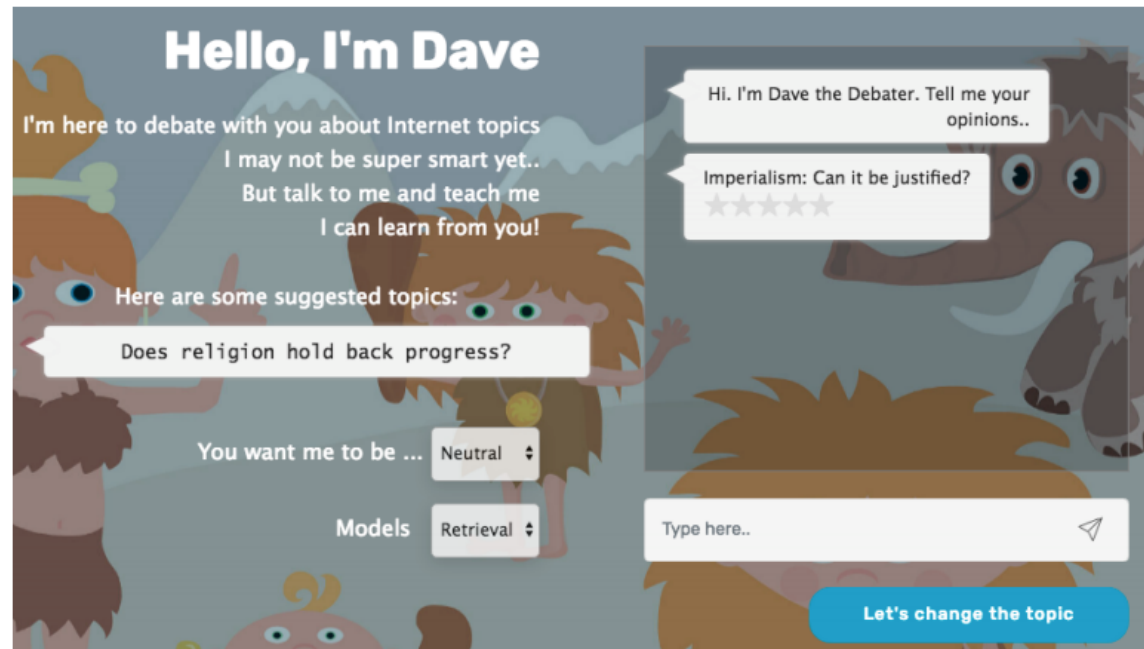 Hello, I'm Dave
I'm here to debate with you about Internet topics
I may not be super smart yet..
But talk to me and teach me
I can learn from you!
Here are some suggested topics:
Does religion hold back progress?
You want me to be ... Neutral
Models Retrieval
Hi. I'm Dave the Debater. Tell me your
opinions..
Imperialism: Can it be justified?
Type here..
Let's change the topic